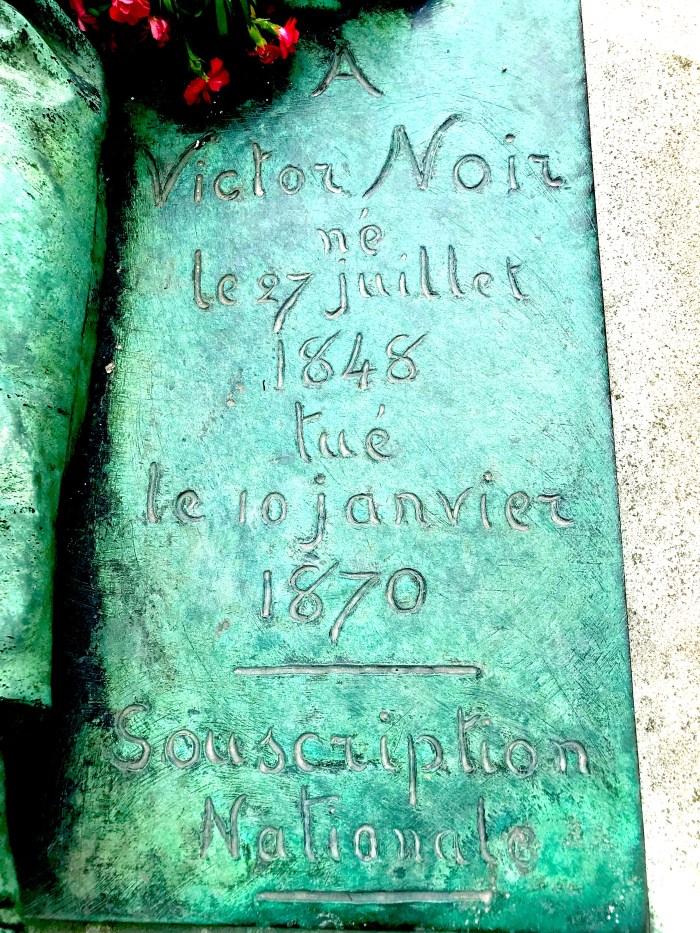 A
Victor Noir
né
le 27 juillet
1848
tué
le 10 janvier
1870
Souscription
Nationale